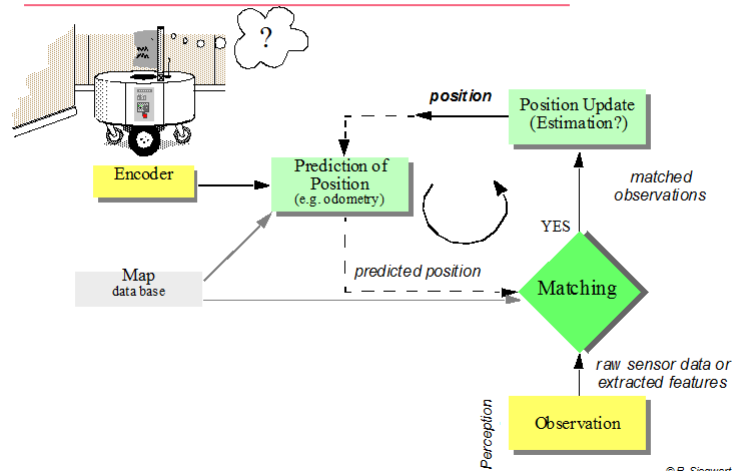 ?
position
Position Update
(Estimation?)
Encoder
Prediction of
Position
(e.g. odometry)
matched
observations
YES
Map
data base
predicted position
Matching
raw sensor data or
extracted features
Perception
Observation
© R. Siegwart